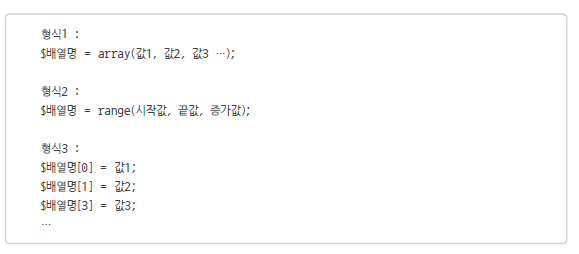 형식1 :
$배열명 = array(값1, 값2, 값3 …);
형식2 :
$배열명 = range(시작값, 끝값, 증가값);
형식3 :
$배열명[0] = 값1;
$배열명[1] = 값2;
$배열명[3] = 값3;
…